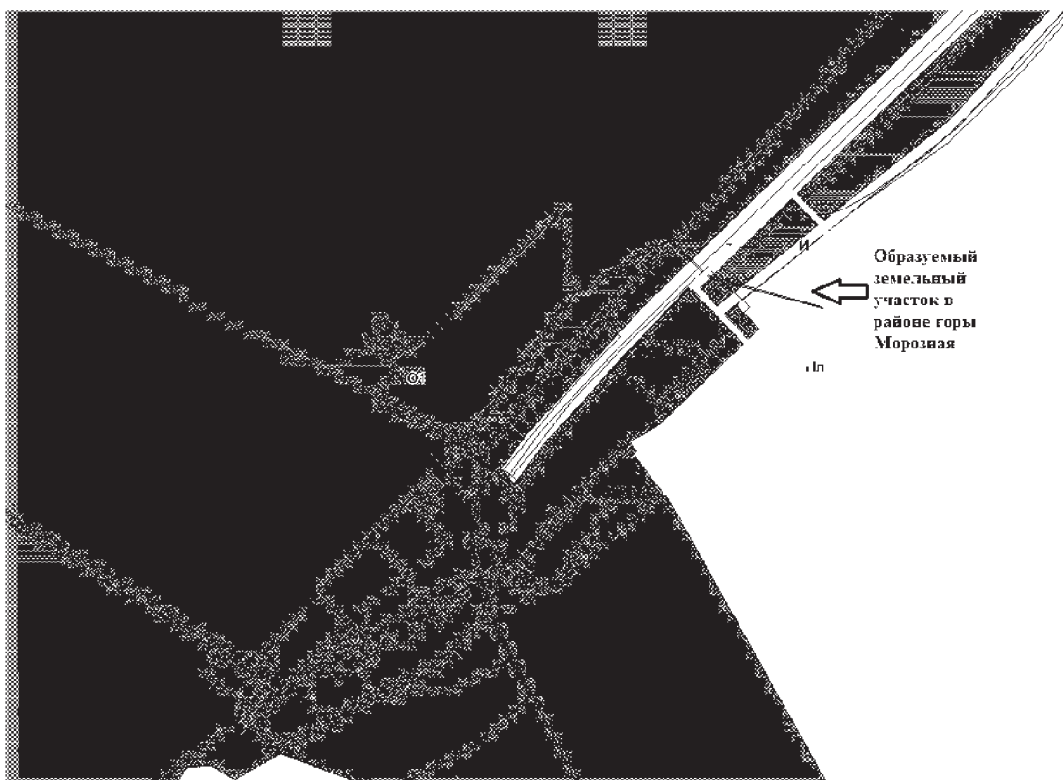 И
Образуемый
земельный
участок в
районе горы
Морозная